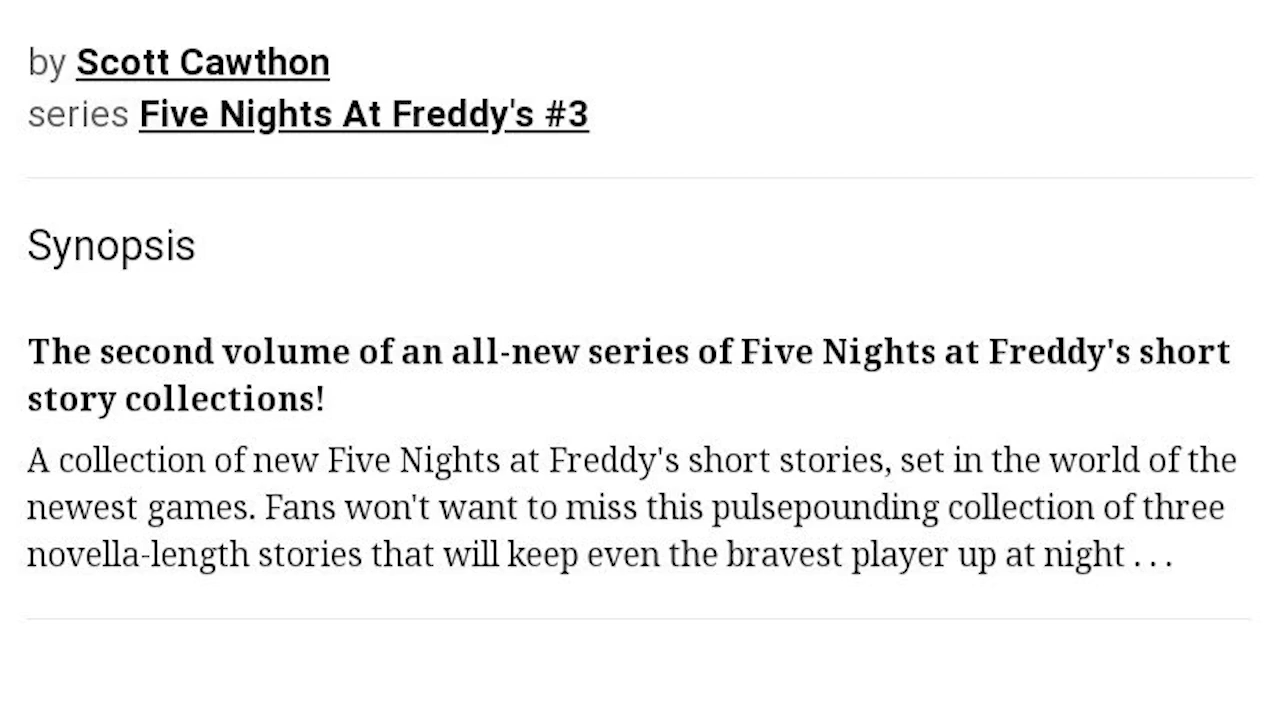 by Scott Cawthon
series Five Nights At Freddy's #3
Synopsis
The second volume of an all-new series of Five Nights at Freddy's short
story collections!
A collection of new Five Nights at Freddy's short stories, set in the world of the
newest games. Fans won't want to miss this pulsepounding collection of three
novella-length stories that will keep even the bravest player up at night . . .